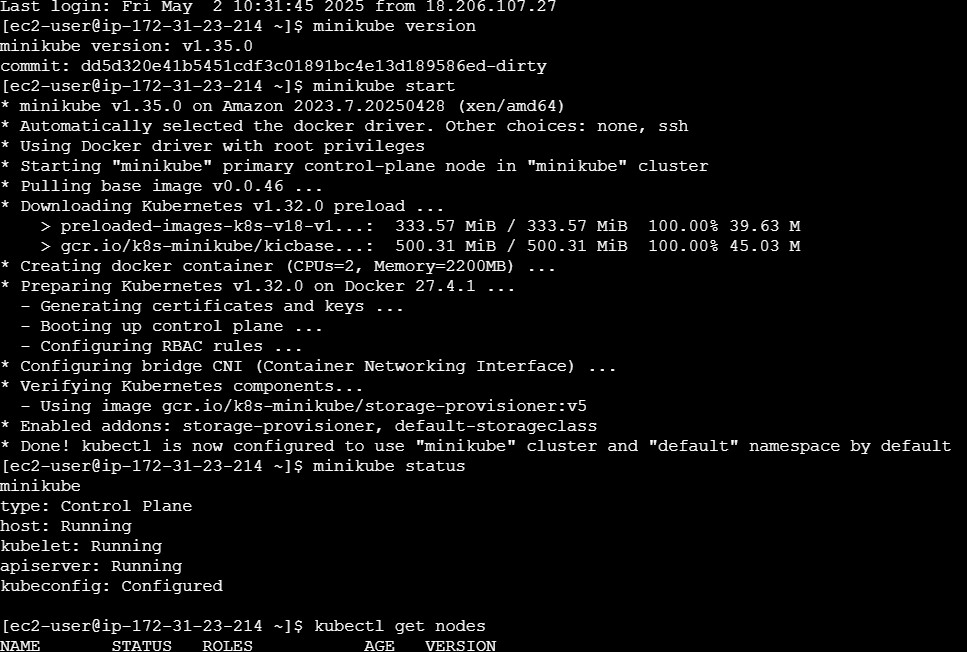 Last login: Fri May  2 10:31:45 2025 from 18.206.107.27
[ec2-user@ip-172-31-23-214 ~]$ minikube version
minikube version: v1.35.0
commit: dd5d320e41b5451cdf3c01891bc4e13d189586ed-dirty
[ec2-user@ip-172-31-23-214 ~]$ minikube start
* minikube v1.35.0 on Amazon 2023.7.20250428 (xen/amd64)
* Automatically selected the docker driver. Other choices: none, ssh
* Using Docker driver with root privileges
* Starting "minikube" primary control-plane node in "minikube" cluster
* Pulling base image v0.0.46 ...
* Downloading Kubernetes v1.32.0 preload ...
    > preloaded-images-k8s-v18-v1...:  333.57 MiB / 333.57 MiB  100.00% 39.63 M
    > gcr.io/k8s-minikube/kicbase...:  500.31 MiB / 500.31 MiB  100.00% 45.03 M
* Creating docker container (CPUs=2, Memory=2200MB) ...
* Preparing Kubernetes v1.32.0 on Docker 27.4.1 ...
  - Generating certificates and keys ...
  - Booting up control plane ...
  - Configuring RBAC rules ...
* Configuring bridge CNI (Container Networking Interface) ...
* Verifying Kubernetes components...
  - Using image gcr.io/k8s-minikube/storage-provisioner:v5
* Enabled addons: storage-provisioner, default-storageclass
* Done! kubectl is now configured to use "minikube" cluster and "default" namespace by default
[ec2-user@ip-172-31-23-214 ~]$ minikube status
minikube
type: Control Plane
host: Running
kubelet: Running
apiserver: Running
kubeconfig: Configured
[ec2-user@ip-172-31-23-214 ~]$ kubectl get nodes
NAME       STATUS   ROLES           AGE   VERSION